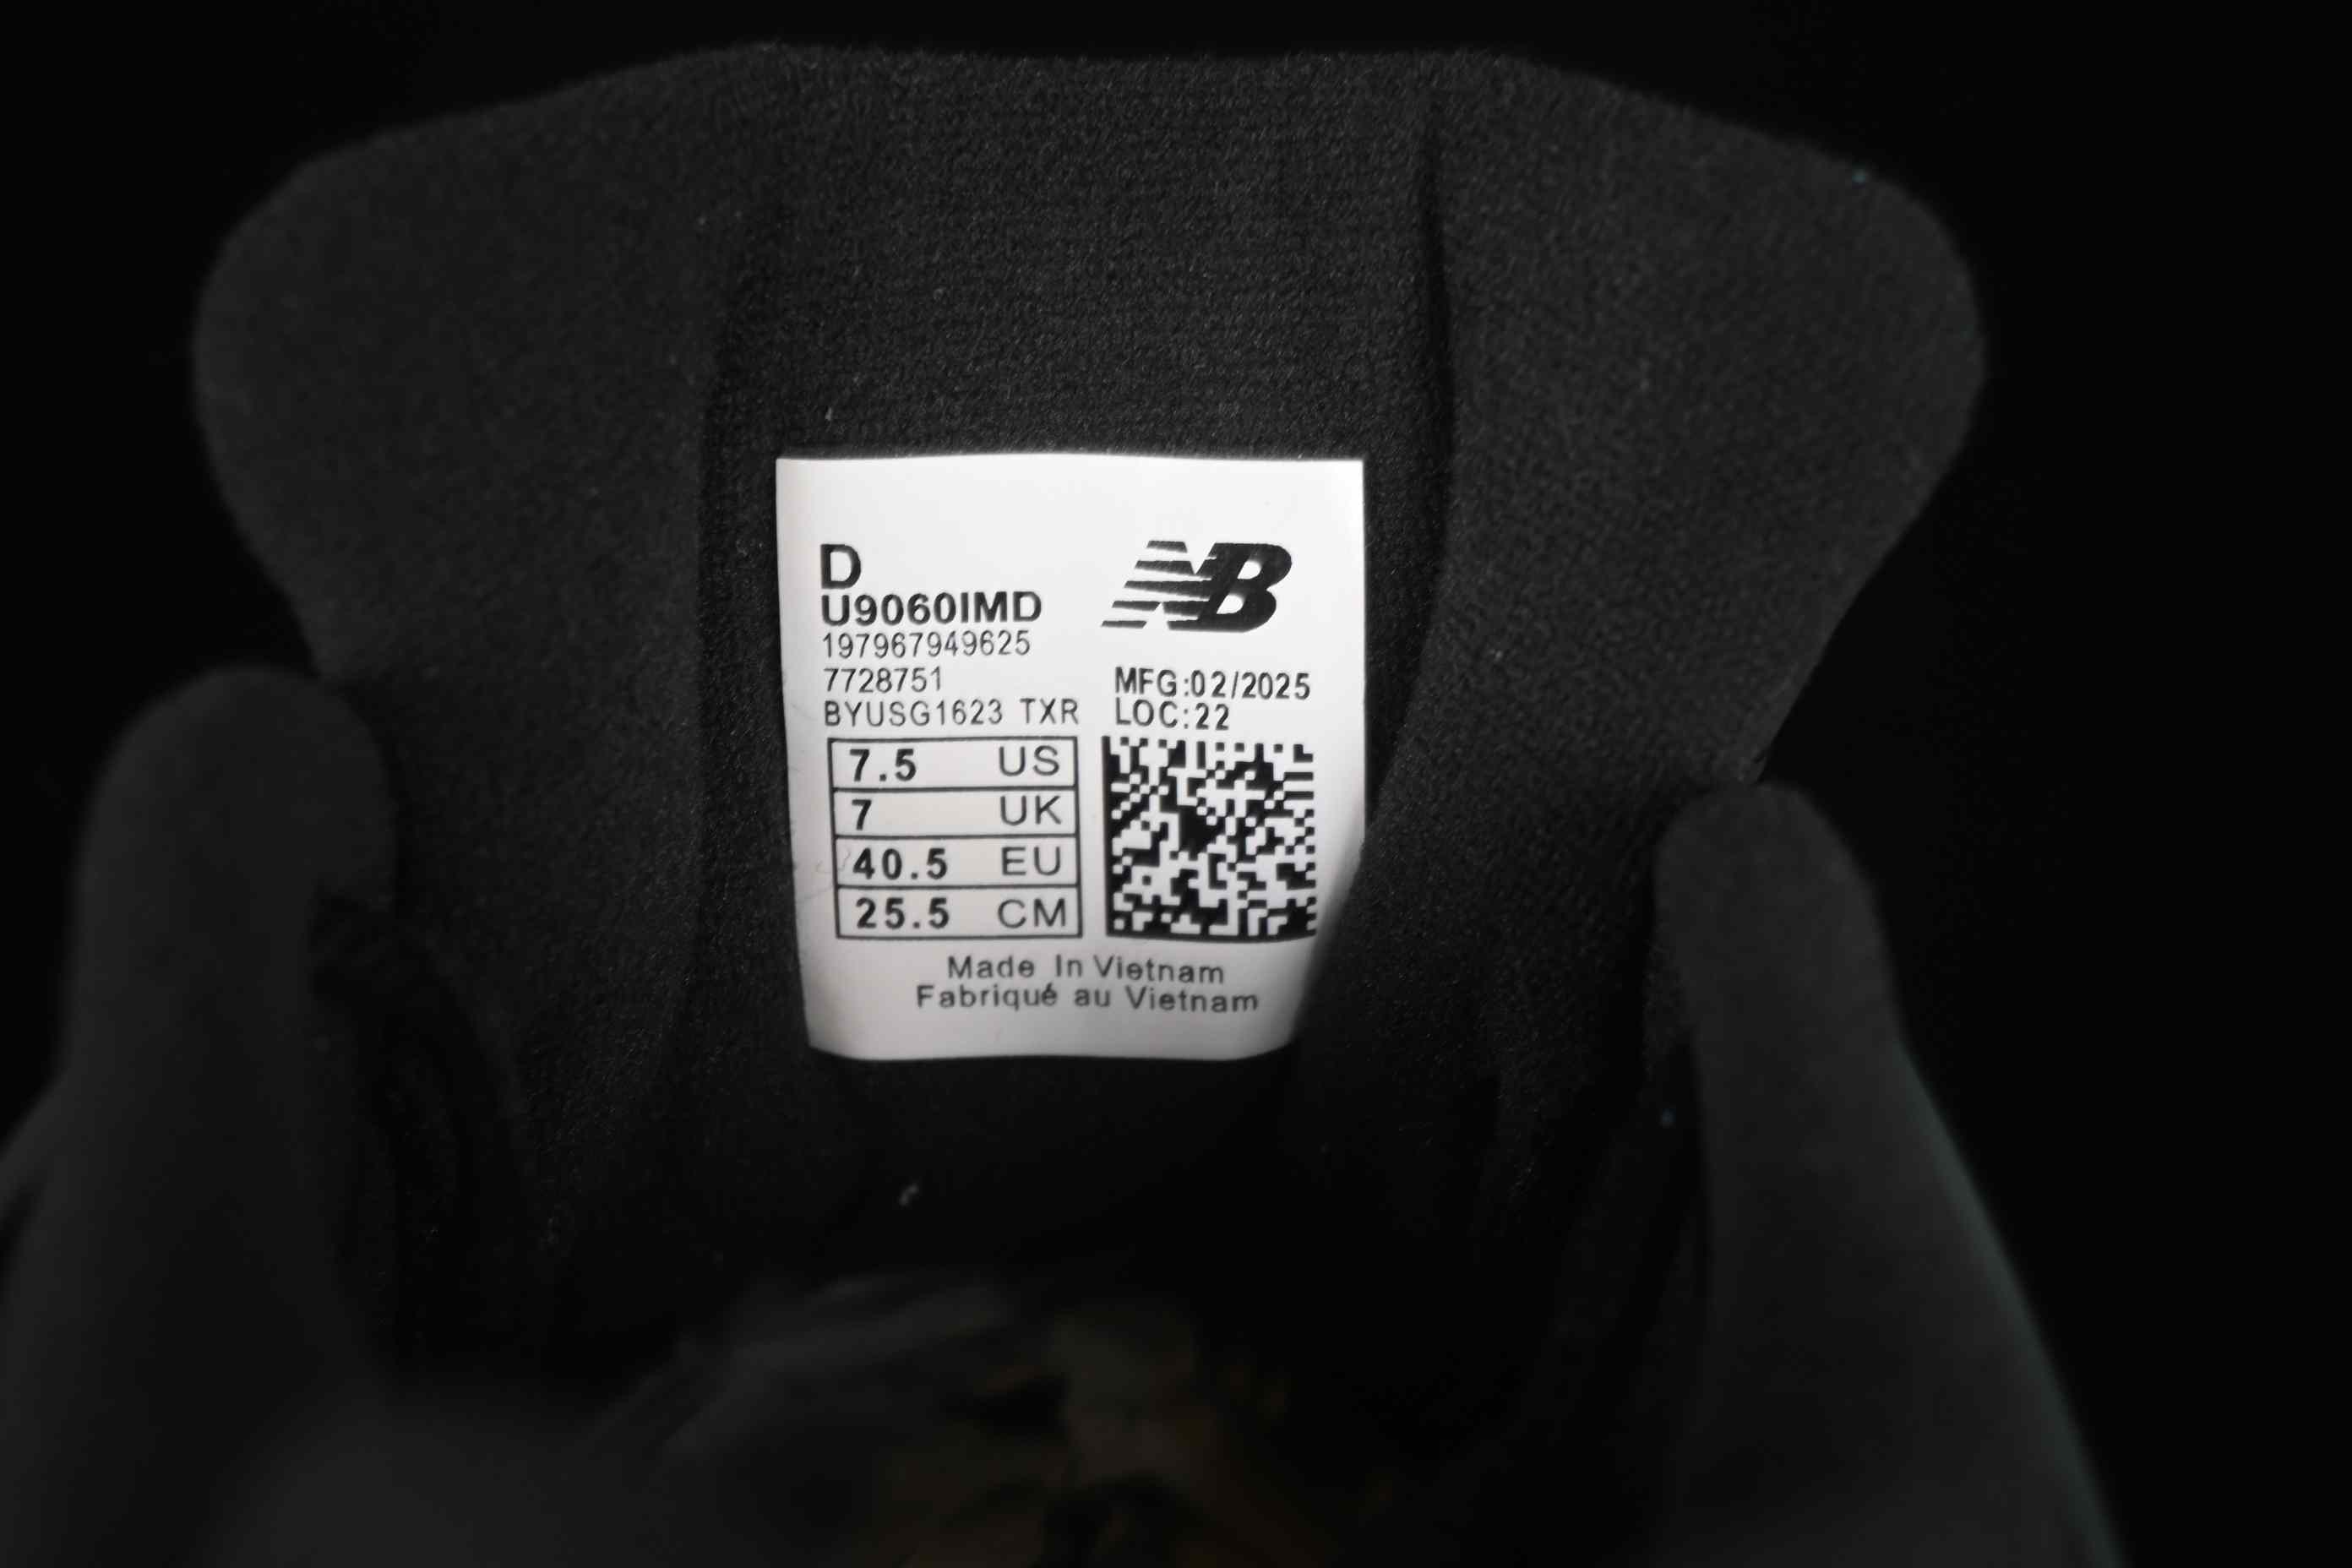 D
NB
U9060IMD
197967949625
7728751
MFG:02/2025
BYUSG1623 TXR
LOC:22
7.5 US
7 UK
40.5 EU
25.5 CM
Made In Vietnam
Fabriqué au Vietnam